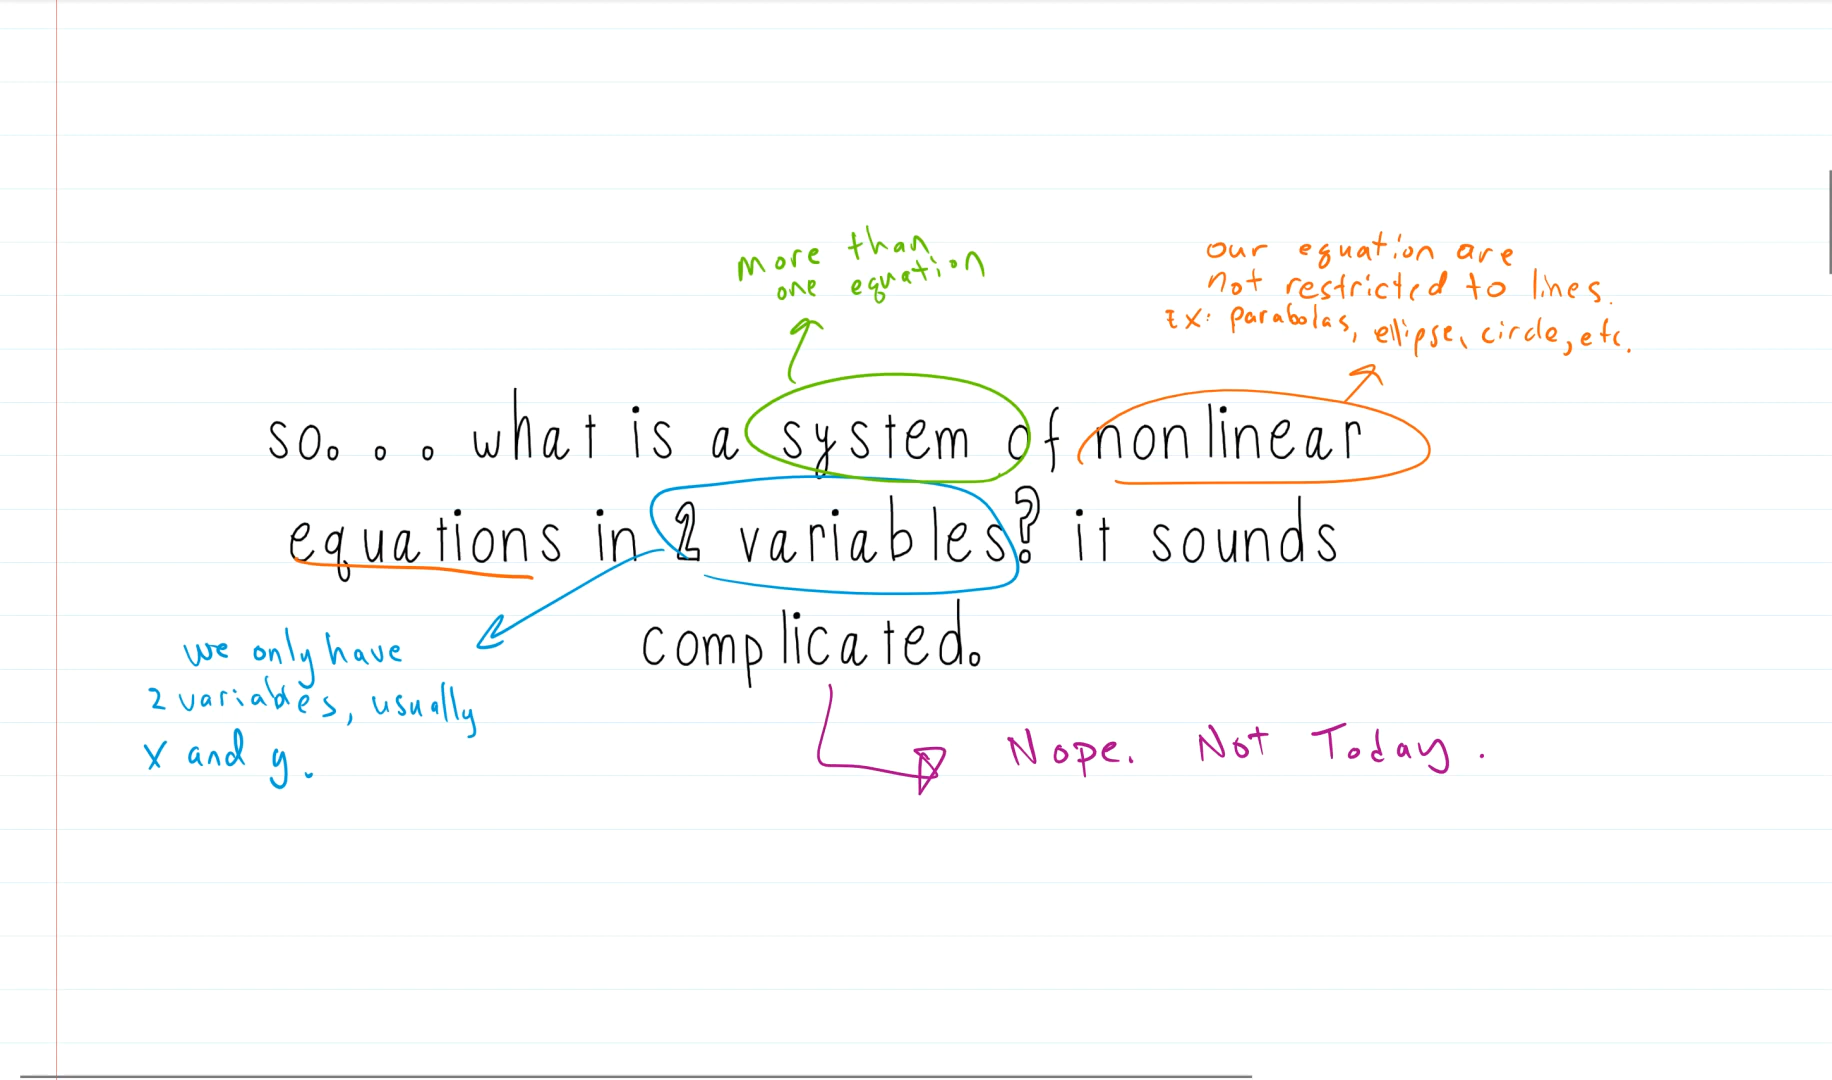 more than
one equation
our equation are
not restricted to lines.
EX: parabolas, ellipse, circle, etc.
so... what is a system of nonlinear
equations in 2 variables? it sounds
complicated.
we only have
2 variables, usually
x and y.
Nope. Not Today.